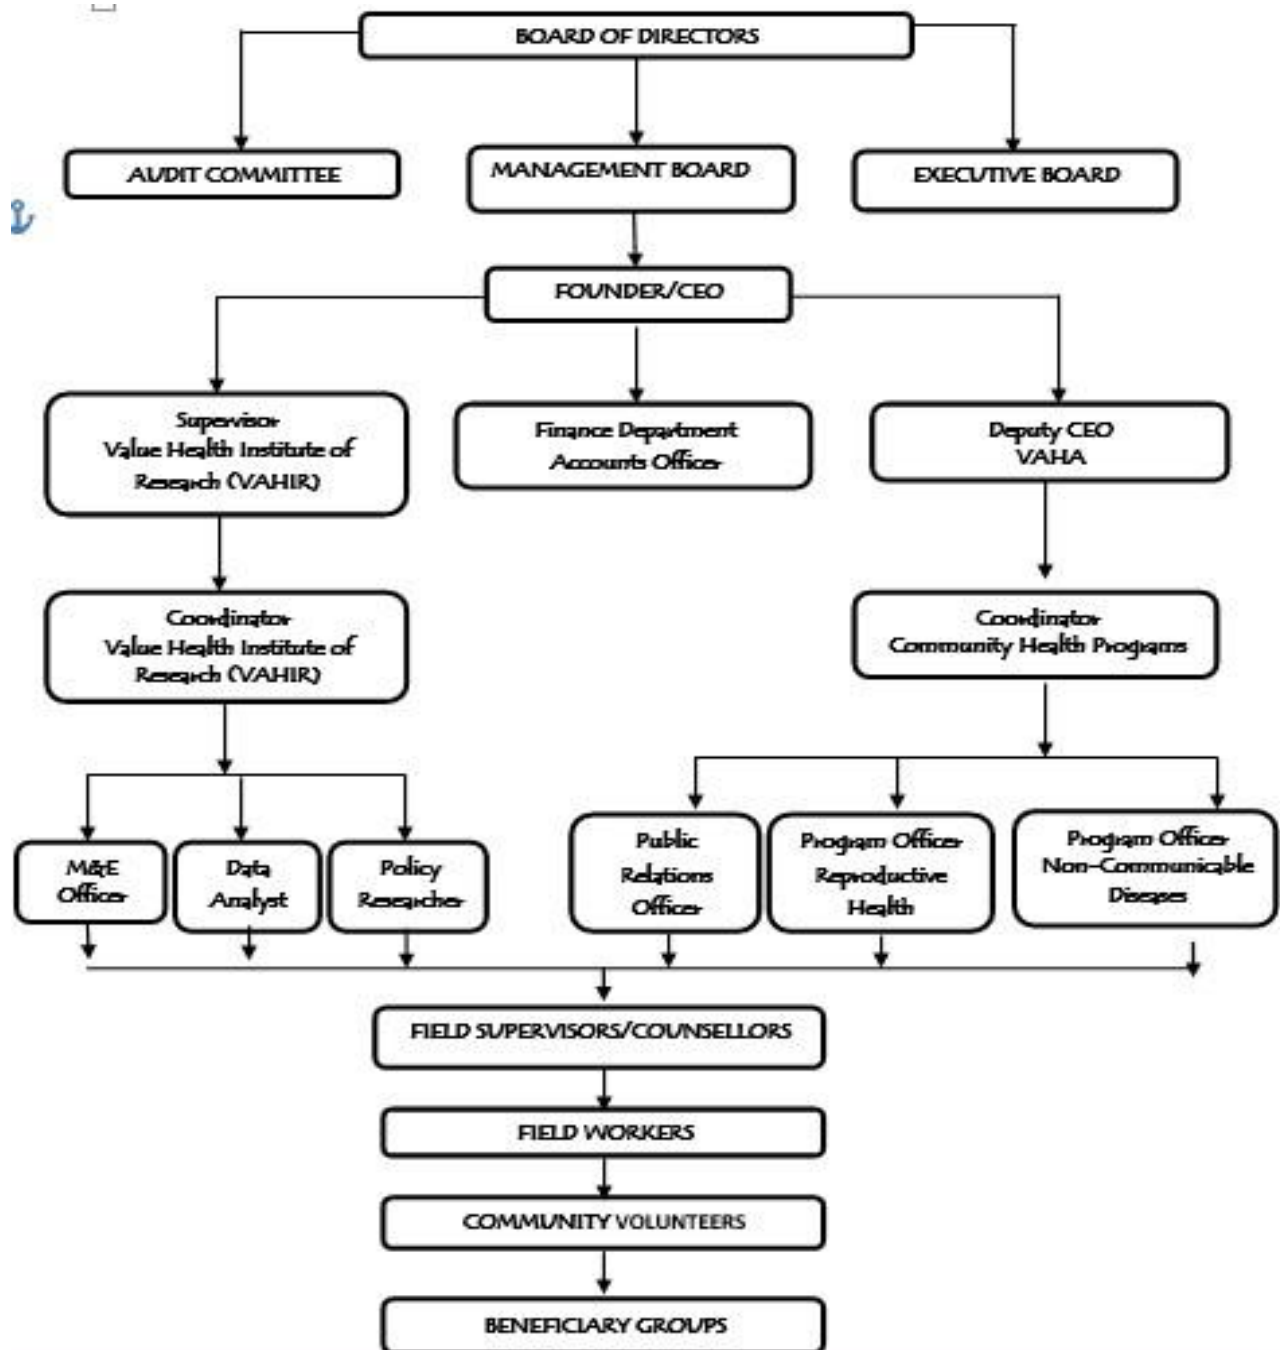 BOARD OF DIRECTORS
AUDIT COMMITTEE
MANAGEMENT BOARD
EXECUTIVE BOARD
FOUNDER/CEO
Supervisor
Value Health Institute of
Research (VAHIR)
Finance Department
Accounts Officer
Deputy CEO
VAHA
Coordinator
Value Health Institute of
Research (VAHIR)
Coordinator
Community Health Programs
M&E
Officer
Data
Analyst
Policy
Researcher
Public
Relations
Officer
Program Officer
Reproductive
Health
Program Officer
Non-Communicable
Diseases
FIELD SUPERVISORS/COUNSELLORS
FIELD WORKERS
COMMUNITY VOLUNTEERS
BENEFICIARY GROUPS